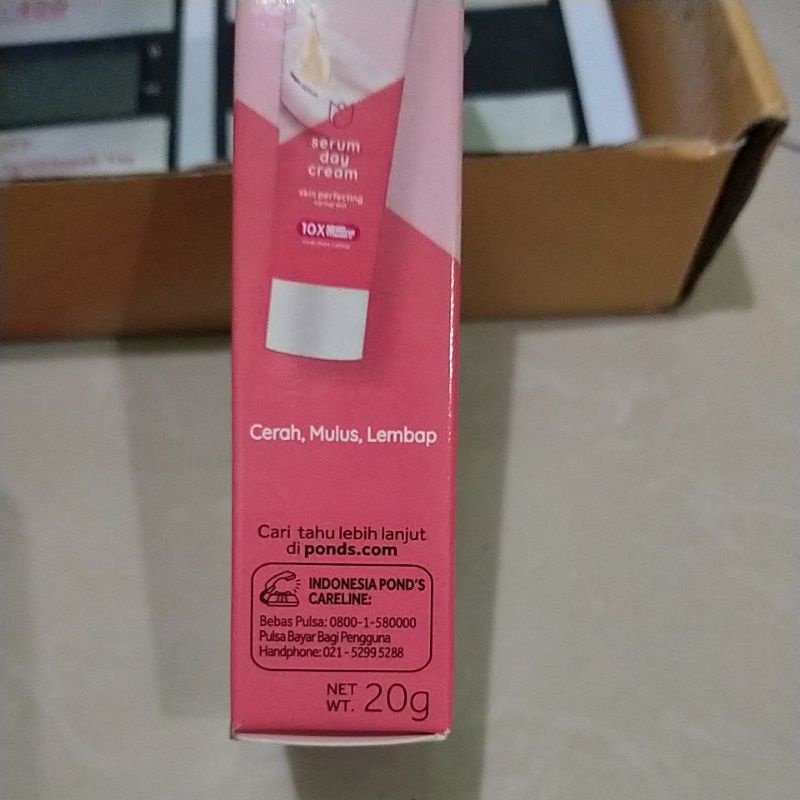 serum
day
cream
skin perfecting
10X
Cerah, Mulus, Lembap
Cari tahu lebih lanjut
di ponds.com
INDONESIA POND'S
CARELINE:
Bebas Pulsa: 0800-1-580000
Pulsa Bayar Bagi Pengguna
Handphone: 021 - 5299 5288
NET
WT. 20g